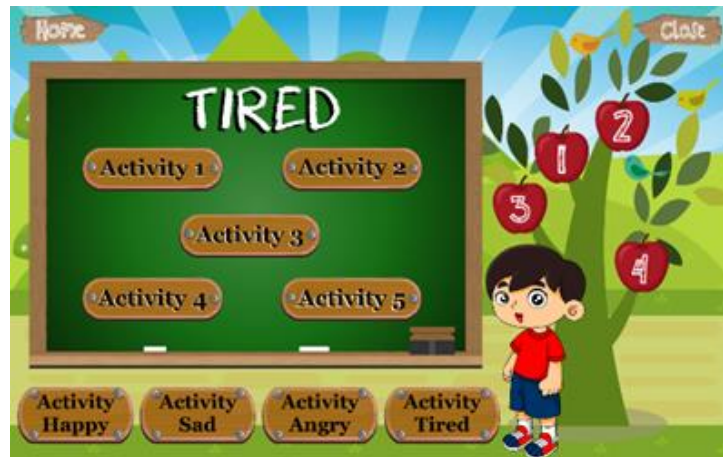 Home
Close
TIRED
Activity 1
Activity 2
Activity 3
Activity 4
Activity 5
1
2
3
4
Activity
Happy
Activity
Sad
Activity
Angry
Activity
Tired